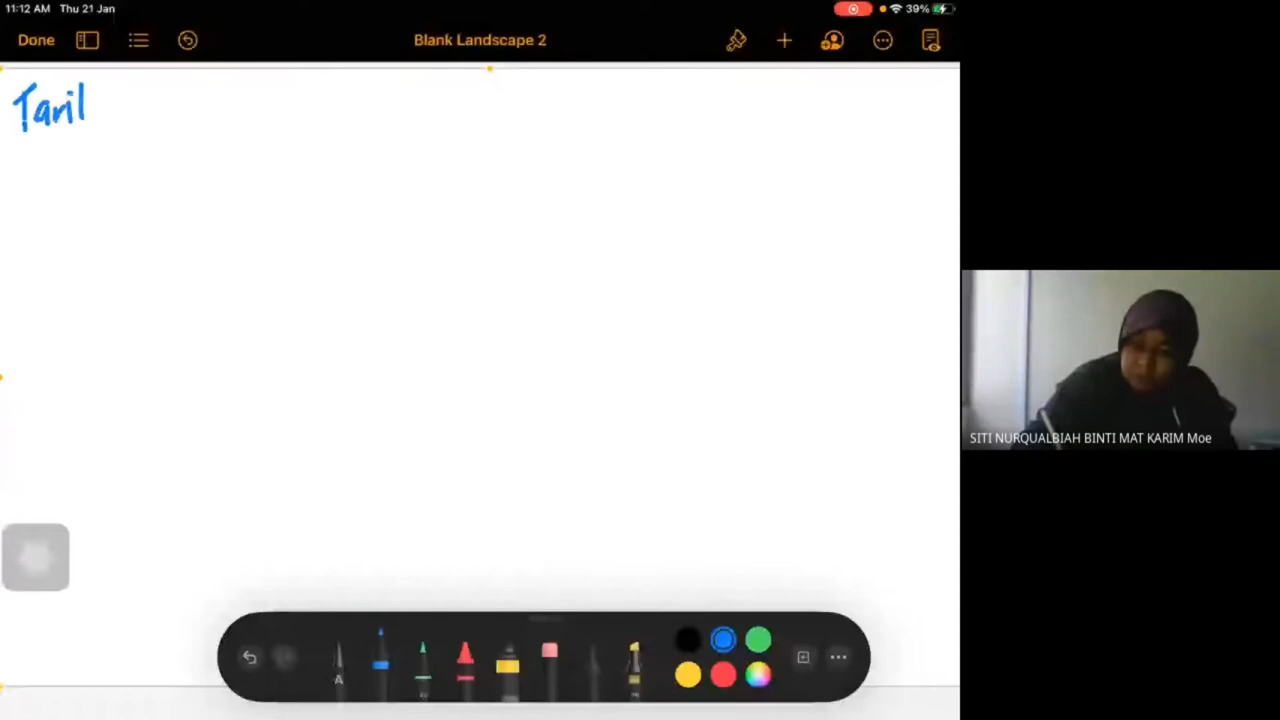 11:12 AM Thu 21 Jan
39%
Done
Blank Landscape 2
Taril
SITI NURQUALBIAH BINTI MAT KARIM Moe
A